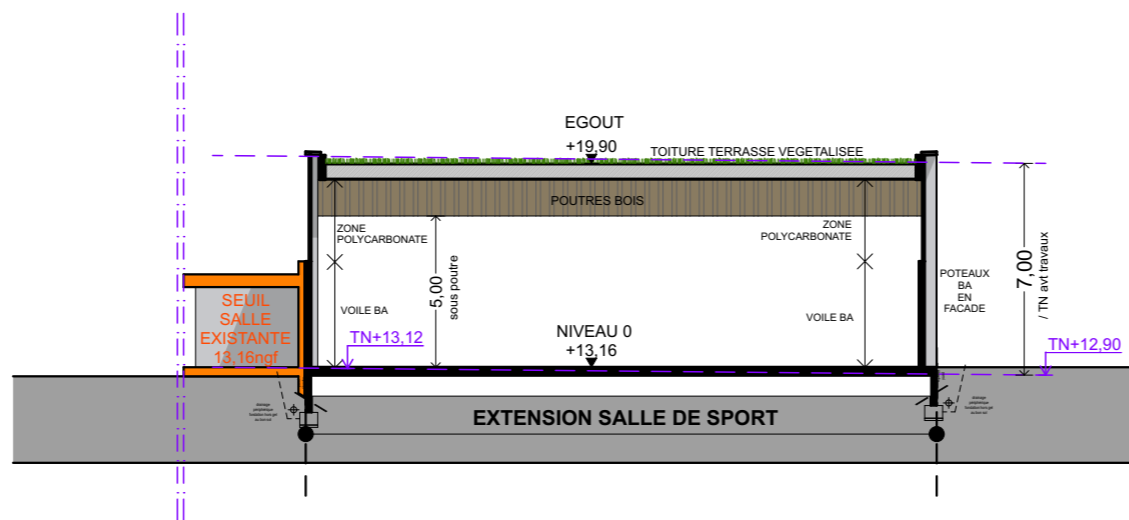 EGOUT
+19,90
TOITURE TERRASSE VEGETALISEE
POUTRES BOIS
ZONE
POLYCARBONATE
ZONE
POLYCARBONATE
5,00
sous poutre
VOILE BA
VOILE BA
POTEAUX
BA
EN
FACADE
7,00
/ TN avt travaux
SEUIL
SALLE
EXISTANTE
13,16ngf
TN+13,12
NIVEAU 0
+13,16
TN+12,90
EXTENSION SALLE DE SPORT